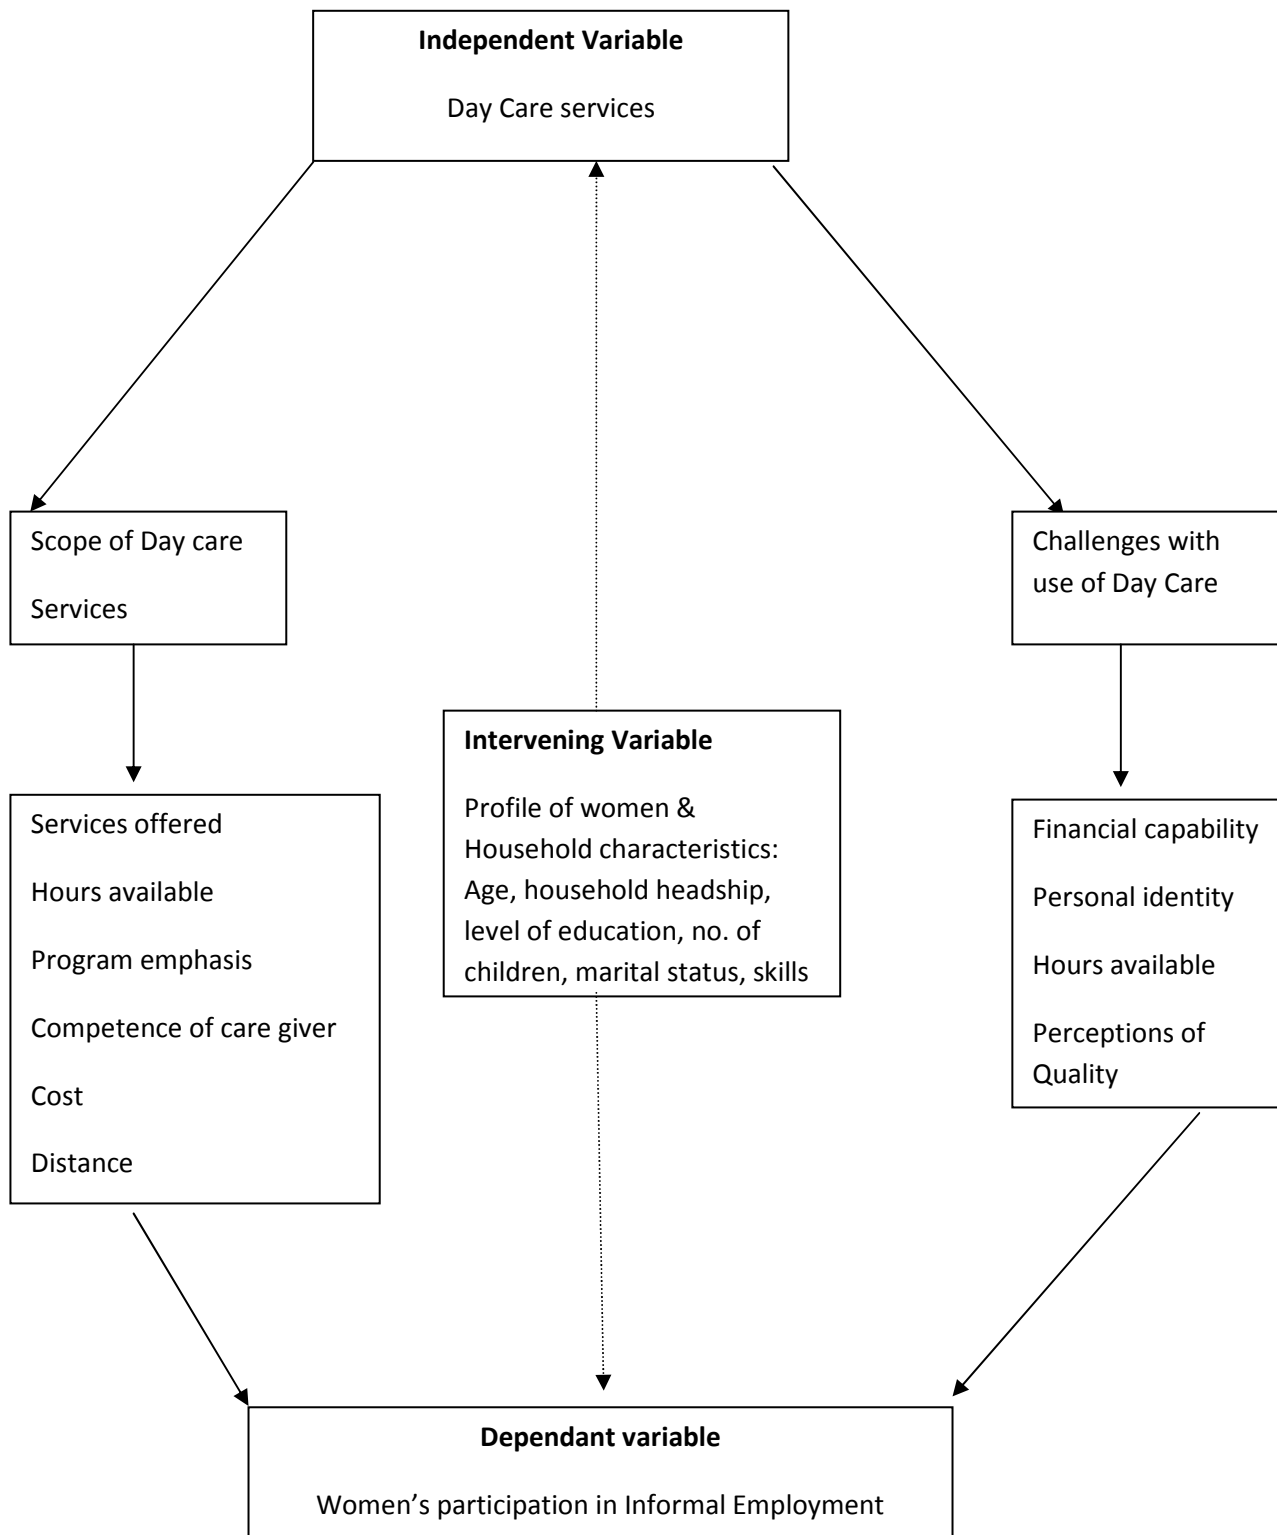 Independent Variable
Day Care services
Scope of Day care
Services
Challenges with
use of Day Care
Intervening Variable
Profile of women &
Household characteristics:
Age, household headship,
level of education, no. of
children, marital status, skills
Services offered
Hours available
Program emphasis
Competence of care giver
Cost
Distance
Financial capability
Personal identity
Hours available
Perceptions of
Quality
Dependant variable
Women’s participation in Informal Employment